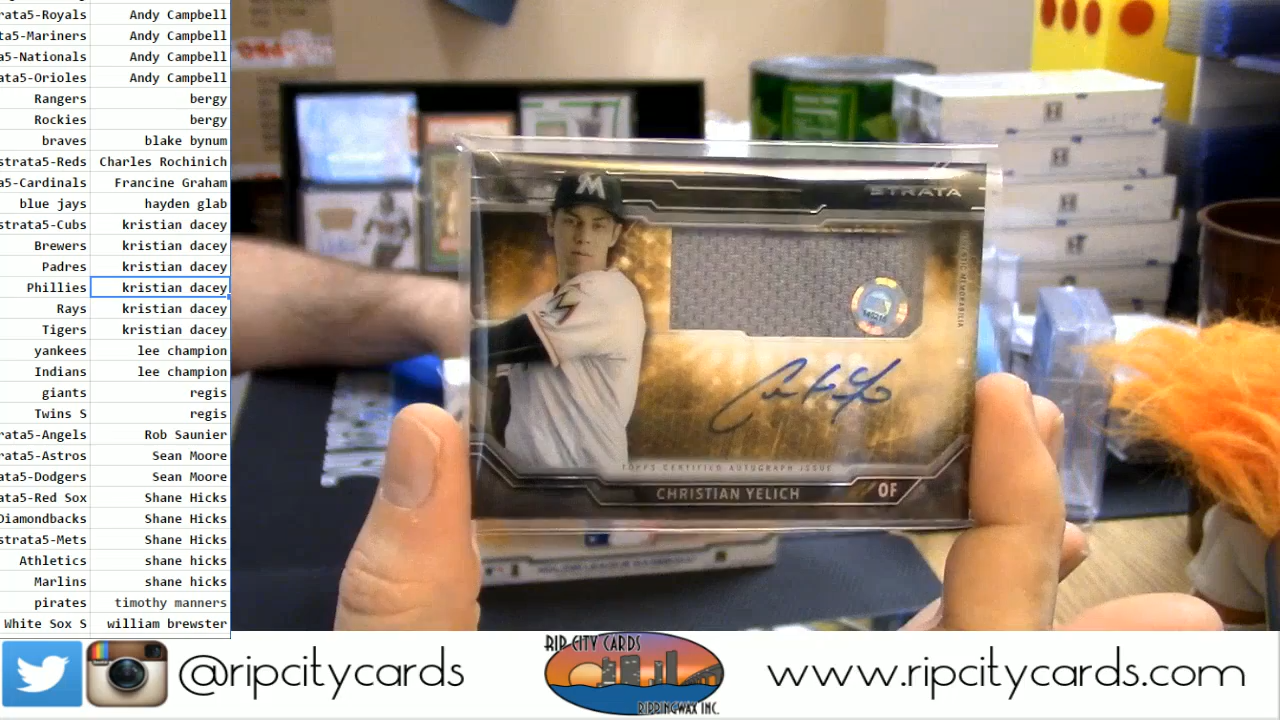 rata5-Royals Andy Campbell
ata5-Mariners Andy Campbell
a5-Nationals Andy Campbell
ata5-Orioles Andy Campbell
Rangers bergy
Rockies bergy
braves blake bynum
strata5-Reds Charles Rochinich
a5-Cardinals Francine Graham
blue jays hayden glab
strata5-Cubs kristian dacey
Brewers kristian dacey
Padres kristian dacey
Phillies kristian dacey
Rays kristian dacey
Tigers kristian dacey
yankees lee champion
Indians lee champion
giants regis
Twins S regis
rata5-Angels Rob Saunier
ata5-Astros Sean Moore
ata5-Dodgers Sean Moore
ata5-Red Sox Shane Hicks
Diamondbacks Shane Hicks
strata5-Mets Shane Hicks
Athletics shane hicks
Marlins shane hicks
pirates timothy manners
White Sox S william brewster
M
STRATA
TOPPS CERTIFIED AUTOGRAPH ISSUE
CHRISTIAN YELICH OF
@ripcitycards
RIP CITY CARDS
RIPPINGWAX INC.
www.ripcitycards.com